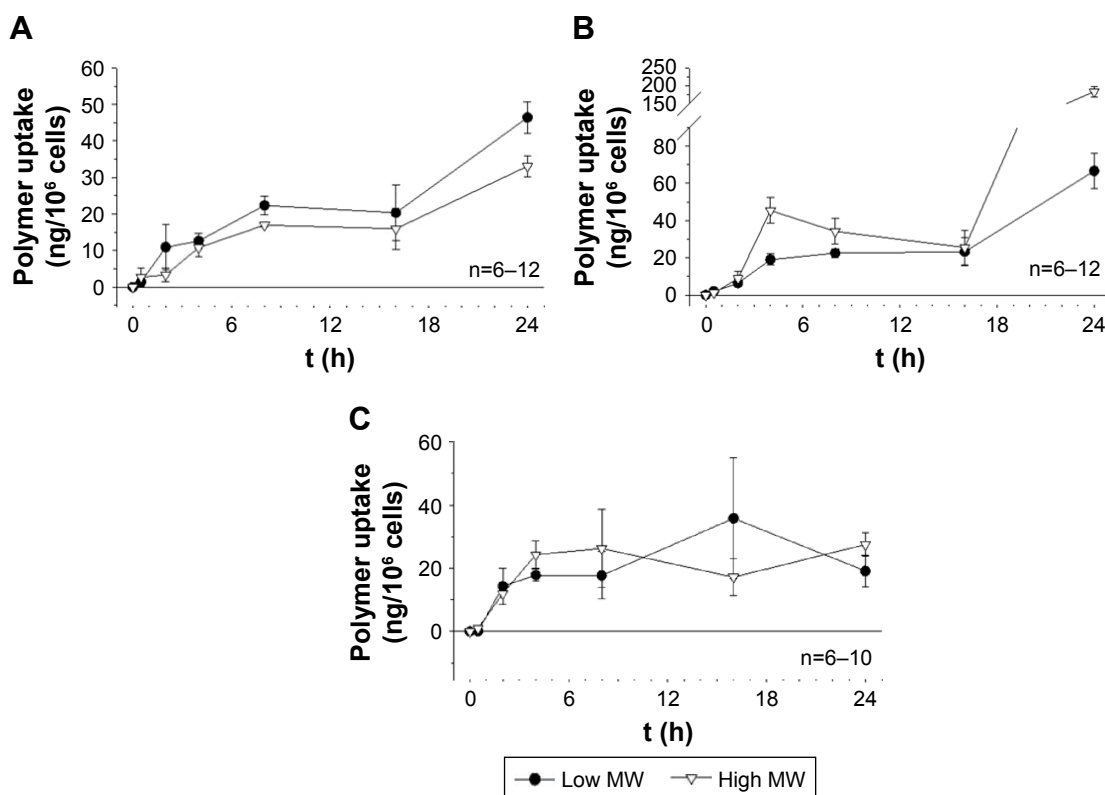 A
Polymer uptake
(ng/10⁶ cells)
60
50
40
30
20
10
0
n=6–12
0 6 12 18 24
t (h)
B
Polymer uptake
(ng/10⁶ cells)
250
200
150
80
60
40
20
0
n=6–12
0 6 12 18 24
t (h)
C
Polymer uptake
(ng/10⁶ cells)
60
40
20
0
n=6–10
0 6 12 18 24
t (h)
Low MW High MW